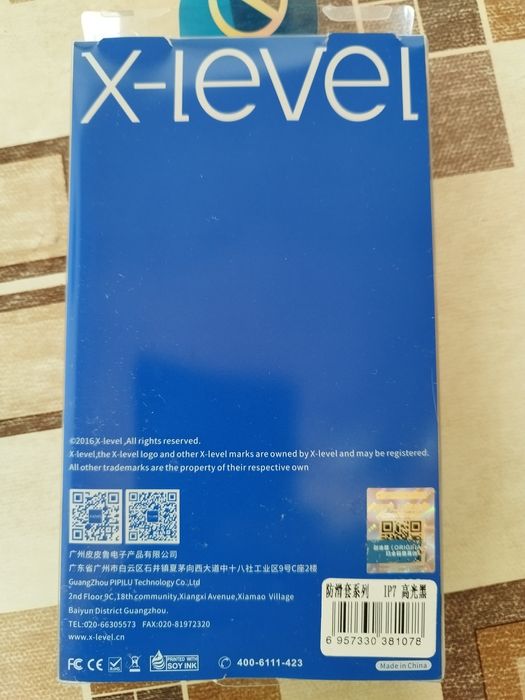 X-level
©2016 X-level ,All rights reserved.
X-level,the X-level logo and other X-level marks are owned by X-level and may be registered.
All other trademarks are the property of their respective own
广州皮皮鲁电子产品有限公司
广东省广州市白云区石井镇夏茅向西大道中十八社工业区9号C座2楼
GuangZhou PIPILU Technology Co.,Ltd
2nd Floor 9C,18th,community,Xiangxi Avenue,Xiamao Village
Baiyun District Guangzhou.
TEL:020-66305573 FAX:020-81972320
www.x-level.cn
防滑套系列 IP7 高光黑
6 957330 381078
FC CE
PRINTED WITH
SOY INK
400-6111-423
Made in China